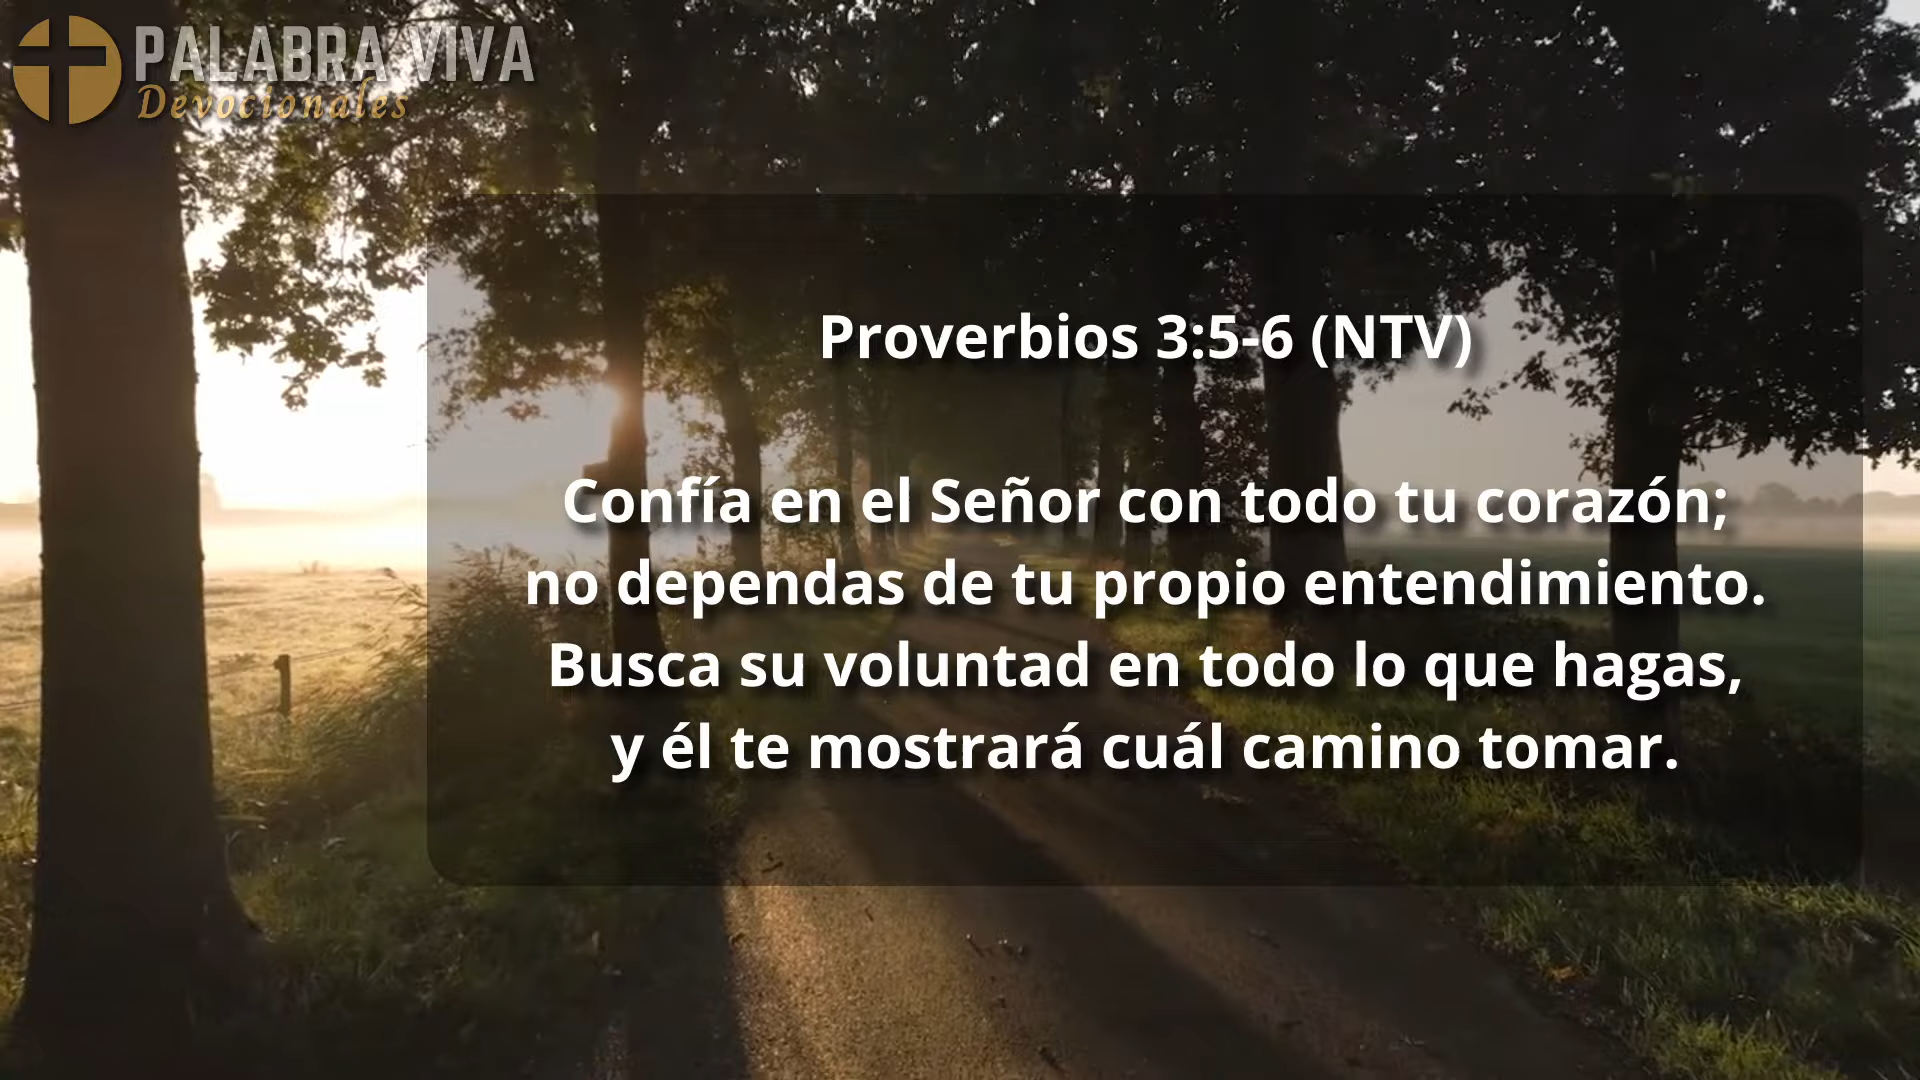 PALABRA VIVA
Devocionales
Proverbios 3:5-6 (NTV)
Confía en el Señor con todo tu corazón;
no dependas de tu propio entendimiento.
Busca su voluntad en todo lo que hagas,
y él te mostrará cuál camino tomar.